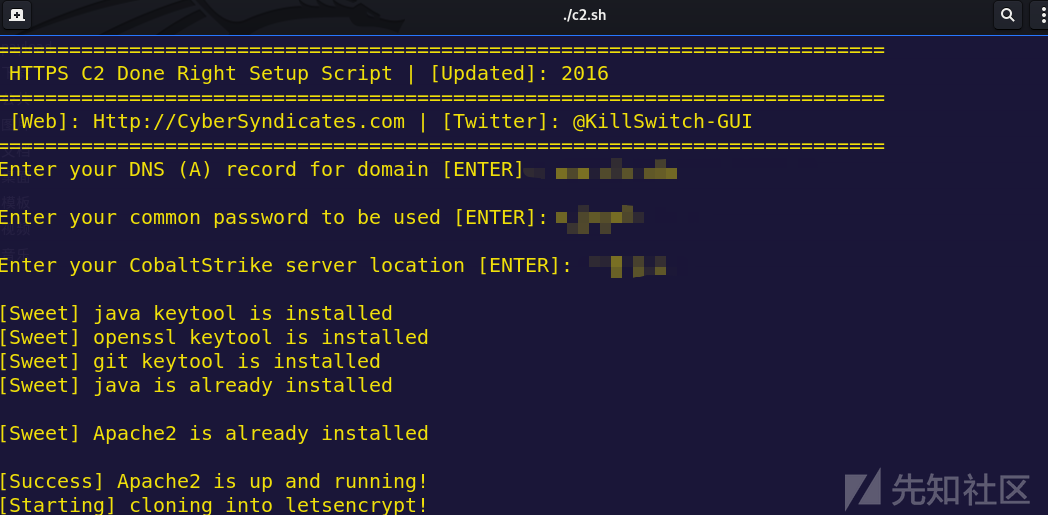 ./c2.sh
=====================================================================
HTTPS C2 Done Right Setup Script | [Updated]: 2016
=====================================================================
[Web]: Http://CyberSyndicates.com | [Twitter]: @KillSwitch-GUI
=====================================================================
Enter your DNS (A) record for domain [ENTER]
Enter your common password to be used [ENTER]:
Enter your CobaltStrike server location [ENTER]:
[Sweet] java keytool is installed
[Sweet] openssl keytool is installed
[Sweet] git keytool is installed
[Sweet] java is already installed
[Sweet] Apache2 is already installed
[Success] Apache2 is up and running!
[Starting] cloning into letsencrypt!
先知社区